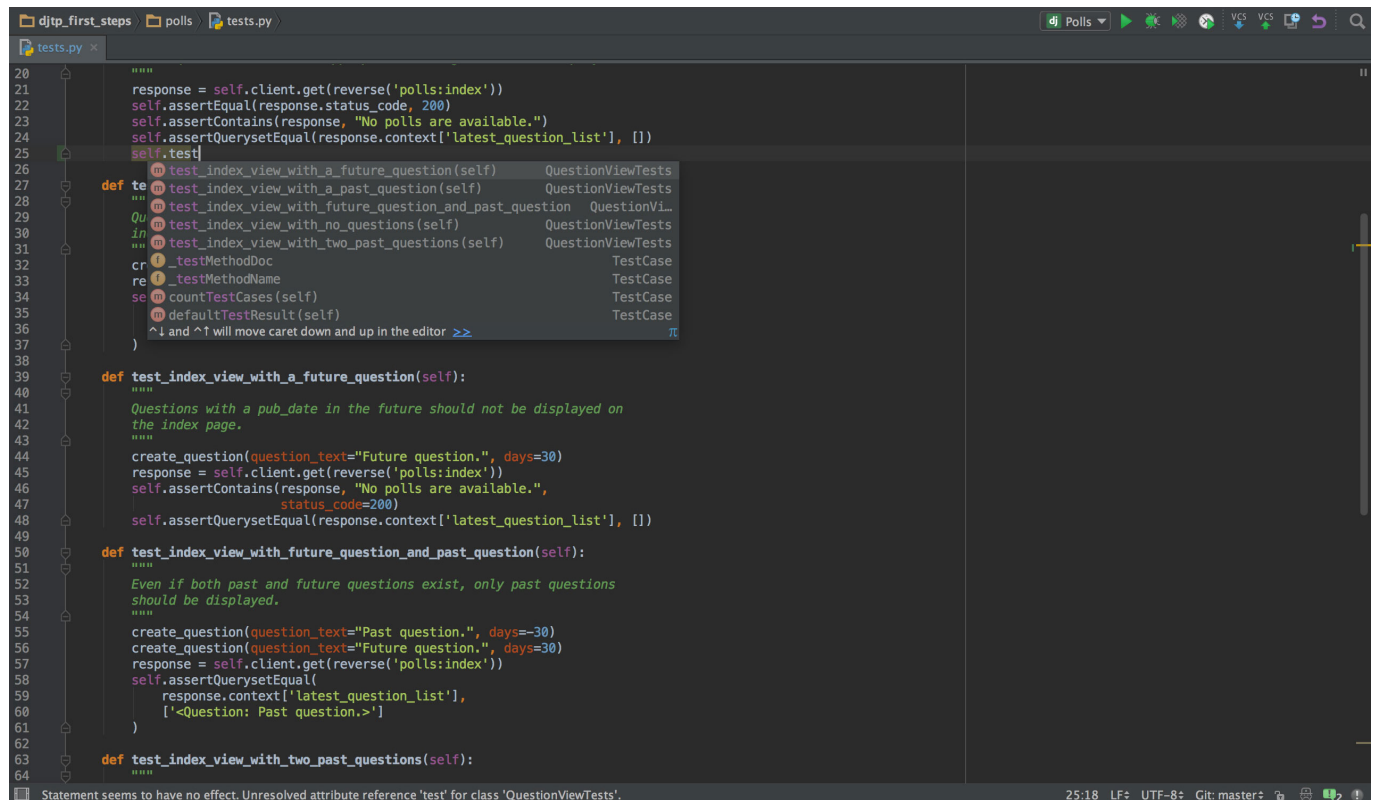 djtp_first_steps polls tests.py dj Polls VCS VCS
tests.py ×
20 """
21 response = self.client.get(reverse('polls:index'))
22 self.assertEqual(response.status_code, 200)
23 self.assertContains(response, "No polls are available.")
24 self.assertQuerysetEqual(response.context['latest_question_list'], [])
25 self.test
26 m test_index_view_with_a_future_question(self) QuestionViewTests
27 def te m test_index_view_with_a_past_question(self) QuestionViewTests
28 "" m test_index_view_with_future_question_and_past_question QuestionVi…
29 Qu m test_index_view_with_no_questions(self) QuestionViewTests
30 in m test_index_view_with_two_past_questions(self) QuestionViewTests
31 "" f _testMethodDoc TestCase
32 cr f _testMethodName TestCase
33 re m countTestCases(self) TestCase
34 se m defaultTestResult(self) TestCase
35
36 ^↓ and ^↑ will move caret down and up in the editor >> π
37 )
38
39 def test_index_view_with_a_future_question(self):
40 """
41 Questions with a pub_date in the future should not be displayed on
42 the index page.
43 """
44 create_question(question_text="Future question.", days=30)
45 response = self.client.get(reverse('polls:index'))
46 self.assertContains(response, "No polls are available.",
47 status_code=200)
48 self.assertQuerysetEqual(response.context['latest_question_list'], [])
49
50 def test_index_view_with_future_question_and_past_question(self):
51 """
52 Even if both past and future questions exist, only past questions
53 should be displayed.
54 """
55 create_question(question_text="Past question.", days=-30)
56 create_question(question_text="Future question.", days=30)
57 response = self.client.get(reverse('polls:index'))
58 self.assertQuerysetEqual(
59 response.context['latest_question_list'],
60 ['<Question: Past question.>']
61 )
62
63 def test_index_view_with_two_past_questions(self):
64 """
Statement seems to have no effect. Unresolved attribute reference 'test' for class 'QuestionViewTests'. 25:18 LF÷ UTF-8÷ Git: master÷ 2